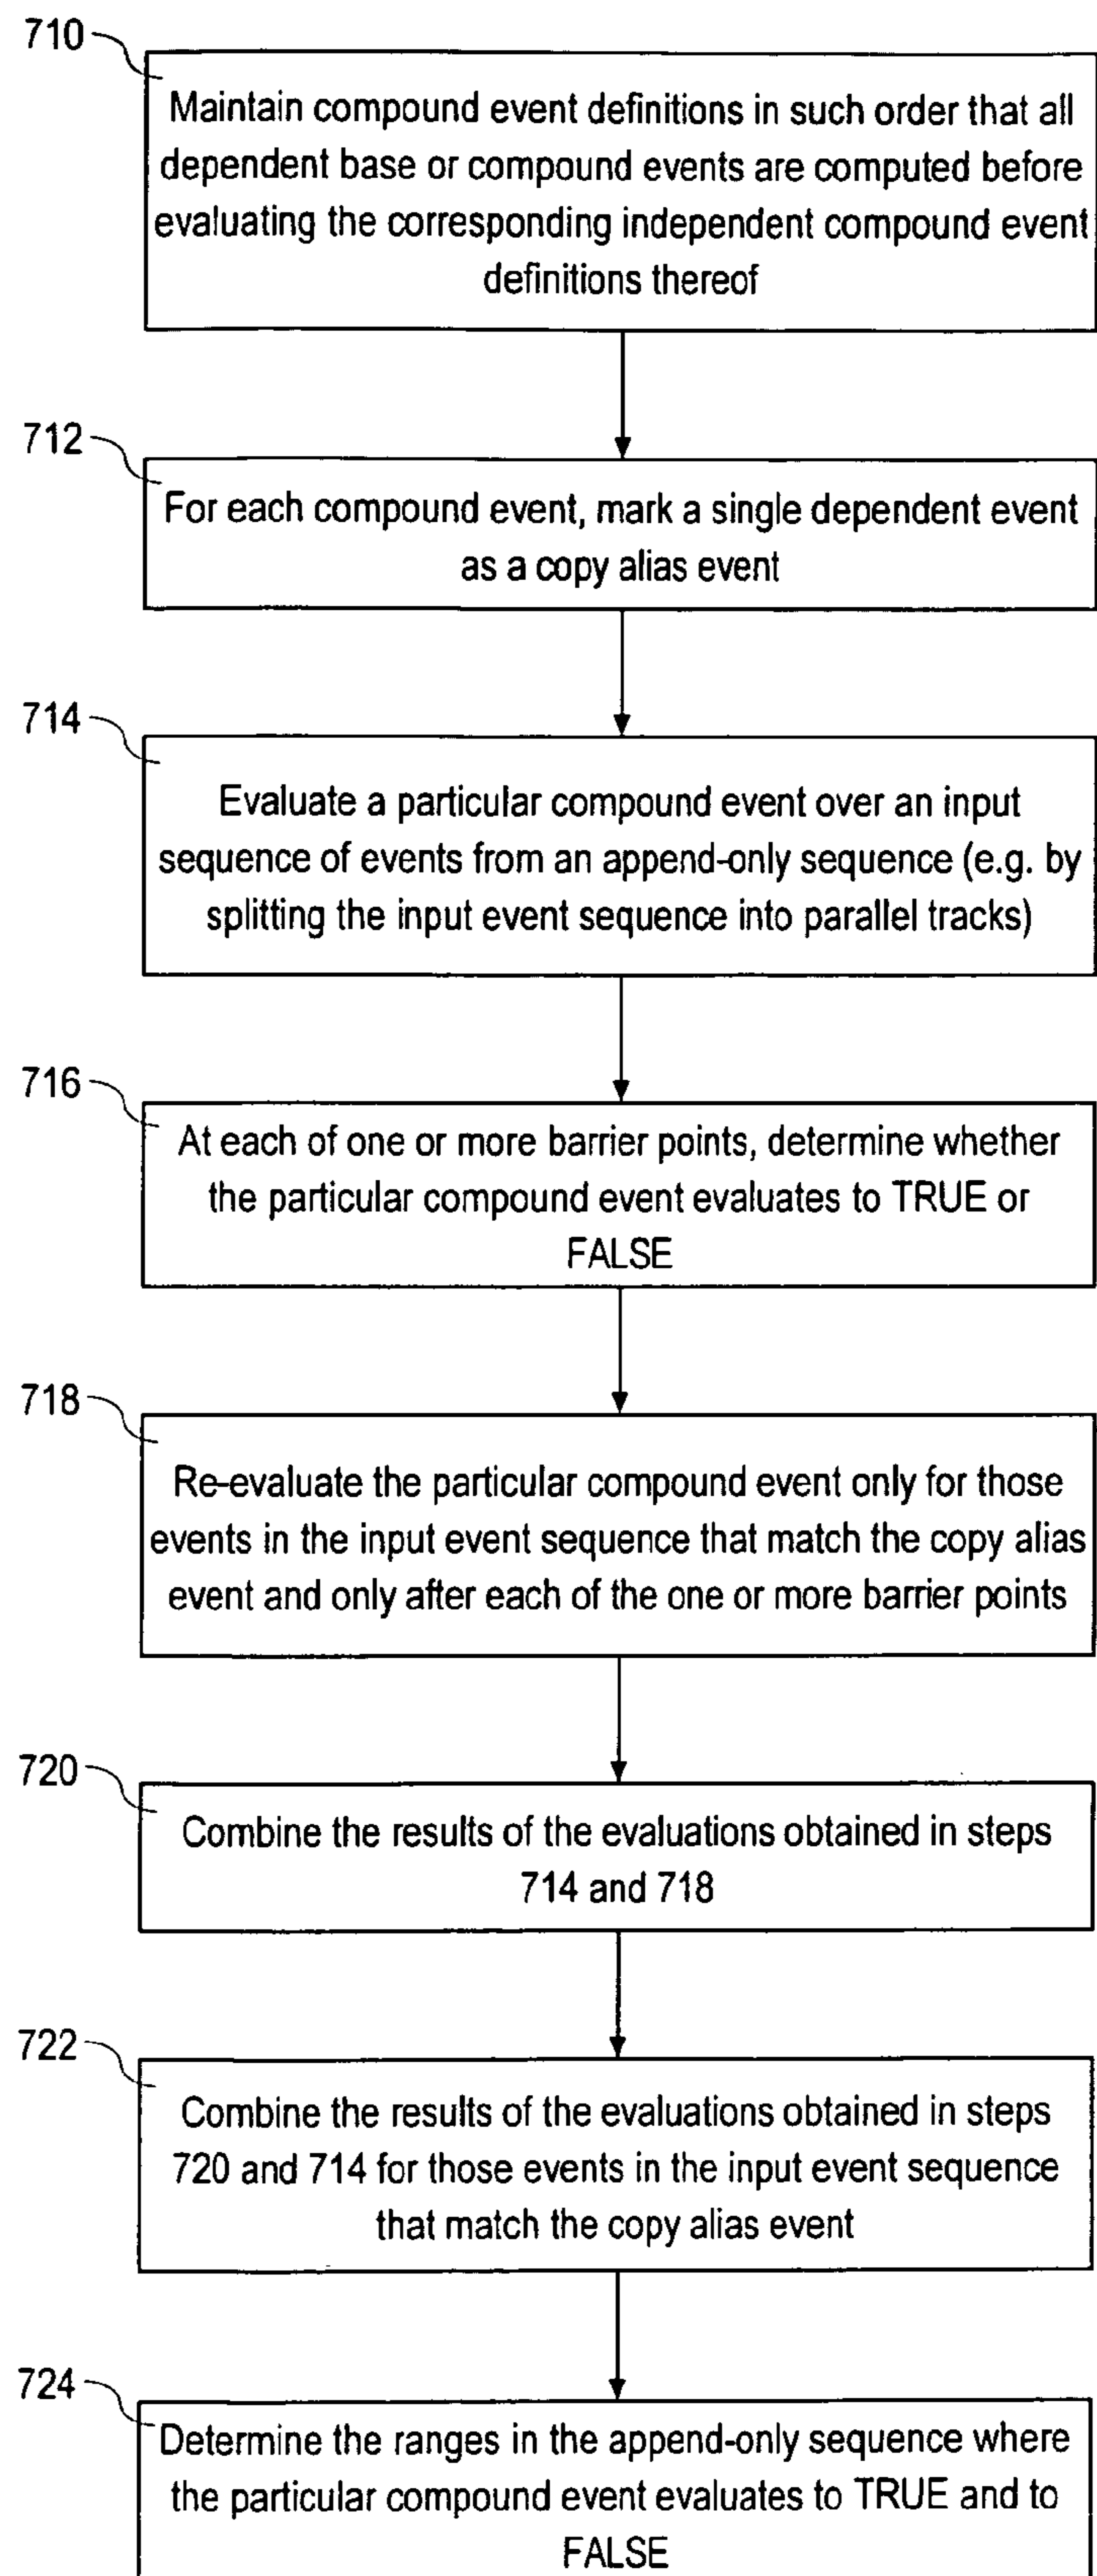 710
Maintain compound event definitions in such order that all
dependent base or compound events are computed before
evaluating the corresponding independent compound event
definitions thereof
712
For each compound event, mark a single dependent event
as a copy alias event
714
Evaluate a particular compound event over an input
sequence of events from an append-only sequence (e.g. by
splitting the input event sequence into parallel tracks)
716
At each of one or more barrier points, determine whether
the particular compound event evaluates to TRUE or
FALSE
718
Re-evaluate the particular compound event only for those
events in the input event sequence that match the copy alias
event and only after each of the one or more barrier points
720
Combine the results of the evaluations obtained in steps
714 and 718
722
Combine the results of the evaluations obtained in steps
720 and 714 for those events in the input event sequence
that match the copy alias event
724
Determine the ranges in the append-only sequence where
the particular compound event evaluates to TRUE and to
FALSE